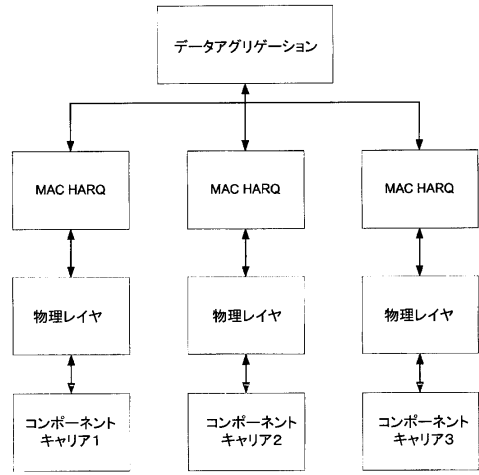 データアグリゲーション
MAC HARQ
MAC HARQ
MAC HARQ
物理レイヤ
物理レイヤ
物理レイヤ
コンポーネント
キャリア1
コンポーネント
キャリア2
コンポーネント
キャリア3